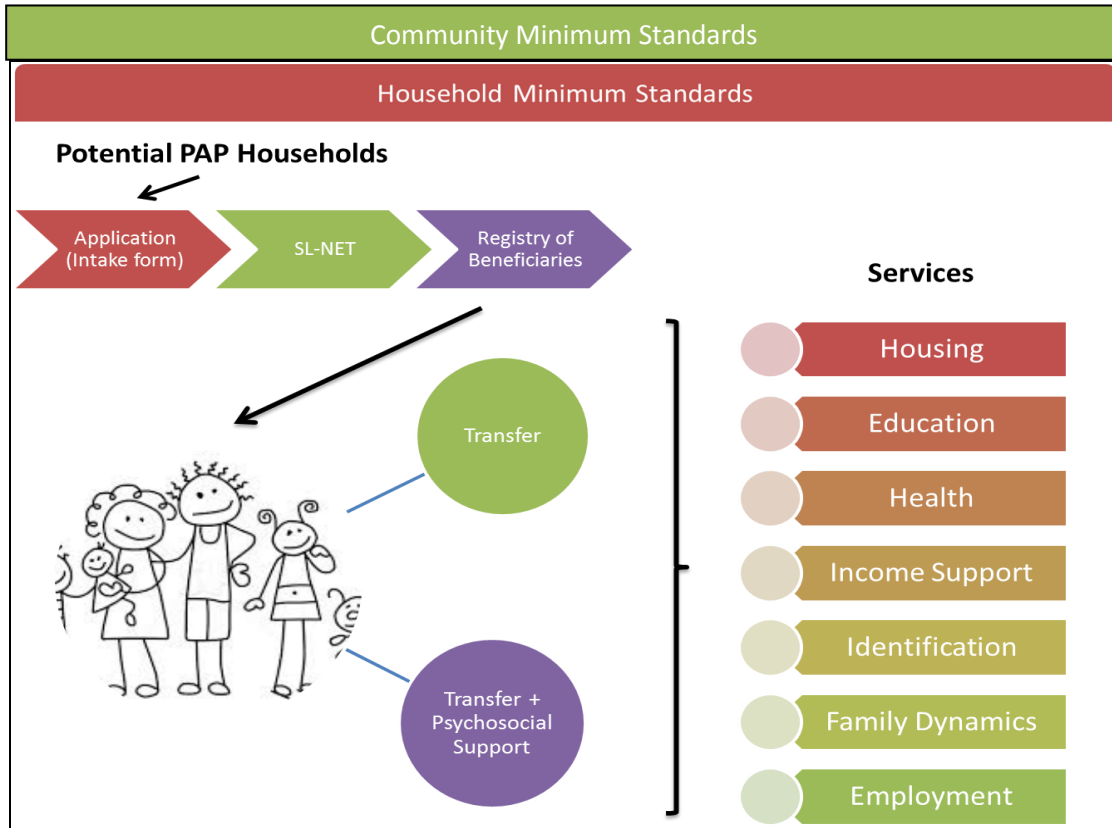 Community Minimum Standards
Household Minimum Standards
Potential PAP Households
Application
(Intake form)
SL-NET
Registry of
Beneficiaries
Services
Transfer
Transfer +
Psychosocial
Support
Housing
Education
Health
Income Support
Identification
Family Dynamics
Employment